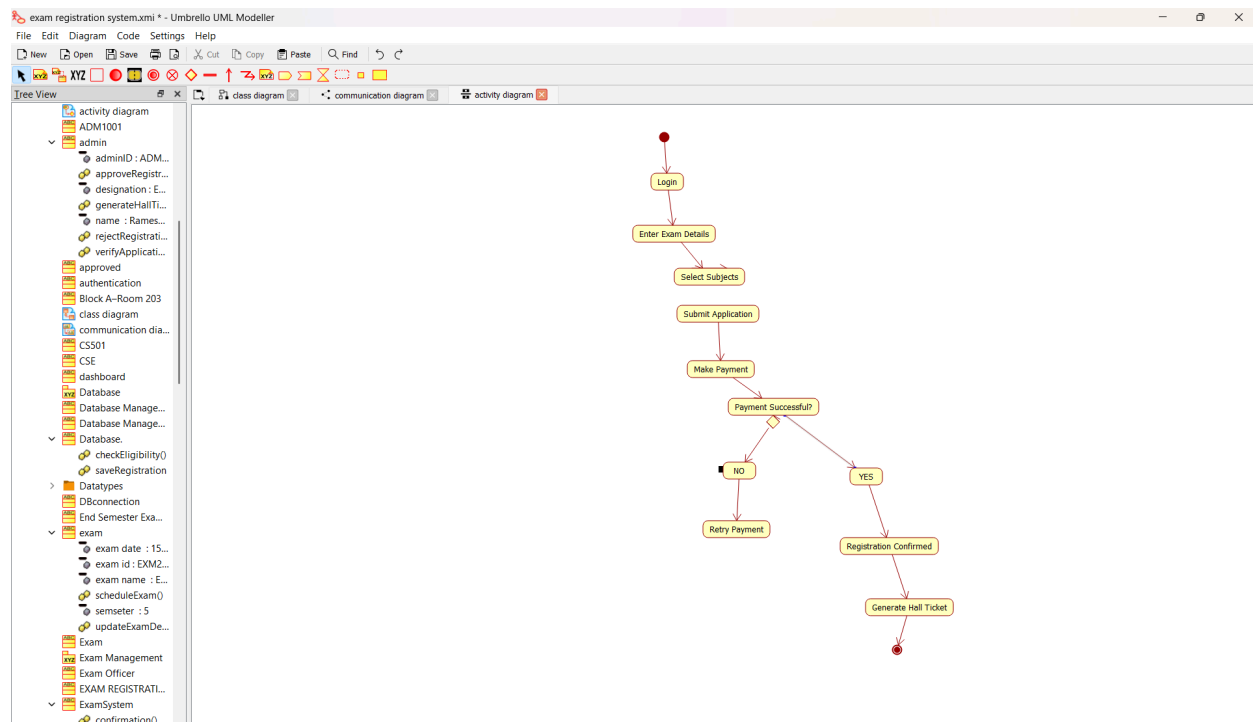 exam registration system.xmi * - Umbrello UML Modeller
File Edit Diagram Code Settings Help
New Open Save Cut Copy Paste Find
XYZ XYZ XYZ XYZ
Tree View
class diagram communication diagram activity diagram
activity diagram
ADM1001
admin
adminID : ADM...
approveRegistr...
designation : E...
generateHallTi...
name : Rames...
rejectRegistrati...
verifyApplicati...
approved
authentication
Block A–Room 203
class diagram
communication dia...
CS501
CSE
dashboard
Database
Database Manage...
Database Manage...
Database.
checkEligibility()
saveRegistration
Datatypes
DBconnection
End Semester Exa...
exam
exam date : 15...
exam id : EXM2...
exam name : E...
scheduleExam()
semseter : 5
updateExamDe...
Exam
Exam Management
Exam Officer
EXAM REGISTRATI...
ExamSystem
confirmation()
Login
Enter Exam Details
Select Subjects
Submit Application
Make Payment
Payment Successful?
NO
YES
Retry Payment
Registration Confirmed
Generate Hall Ticket